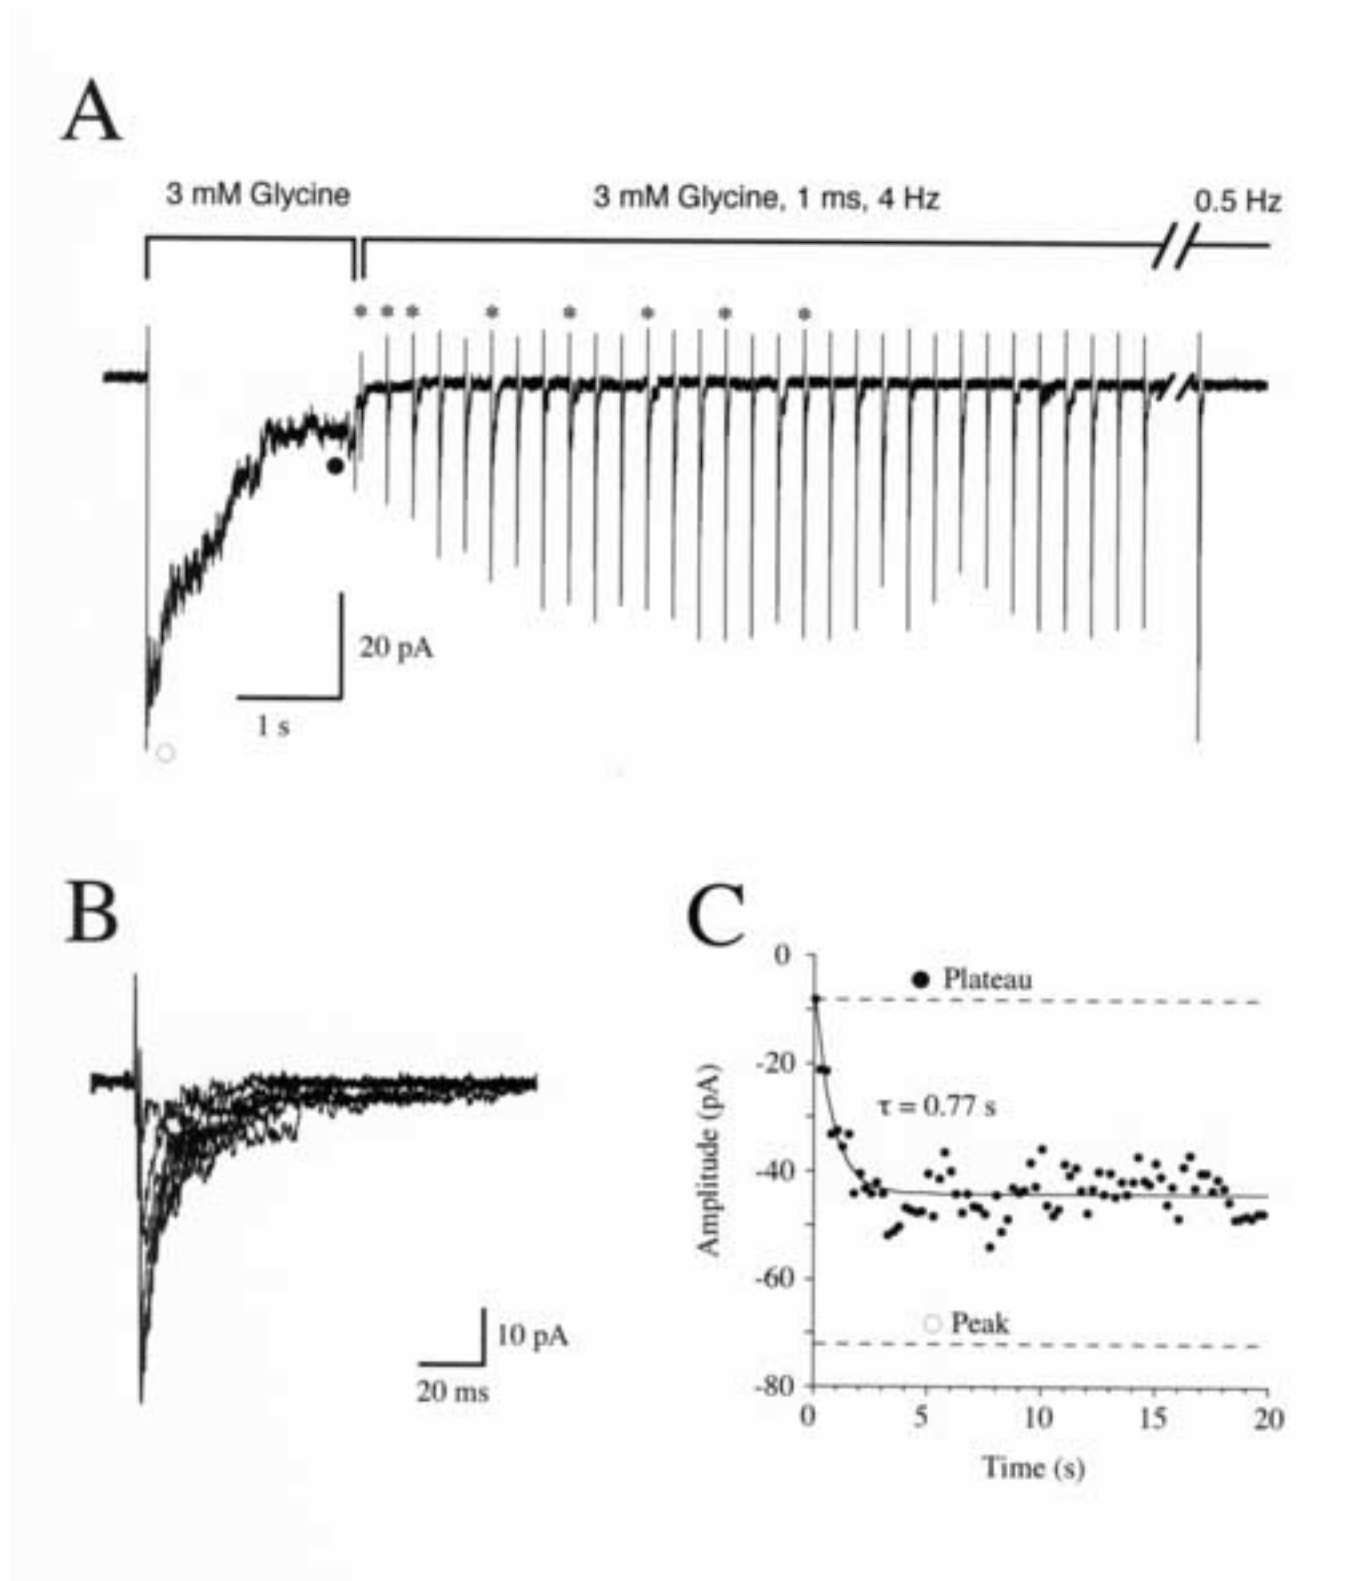 A
3 mM Glycine
3 mM Glycine, 1 ms, 4 Hz
0.5 Hz
* * * * * * * *
20 pA
1 s
B
10 pA
20 ms
C
0
Plateau
-20
τ = 0.77 s
-40
-60
Peak
-80
0 5 10 15 20
Amplitude (pA)
Time (s)